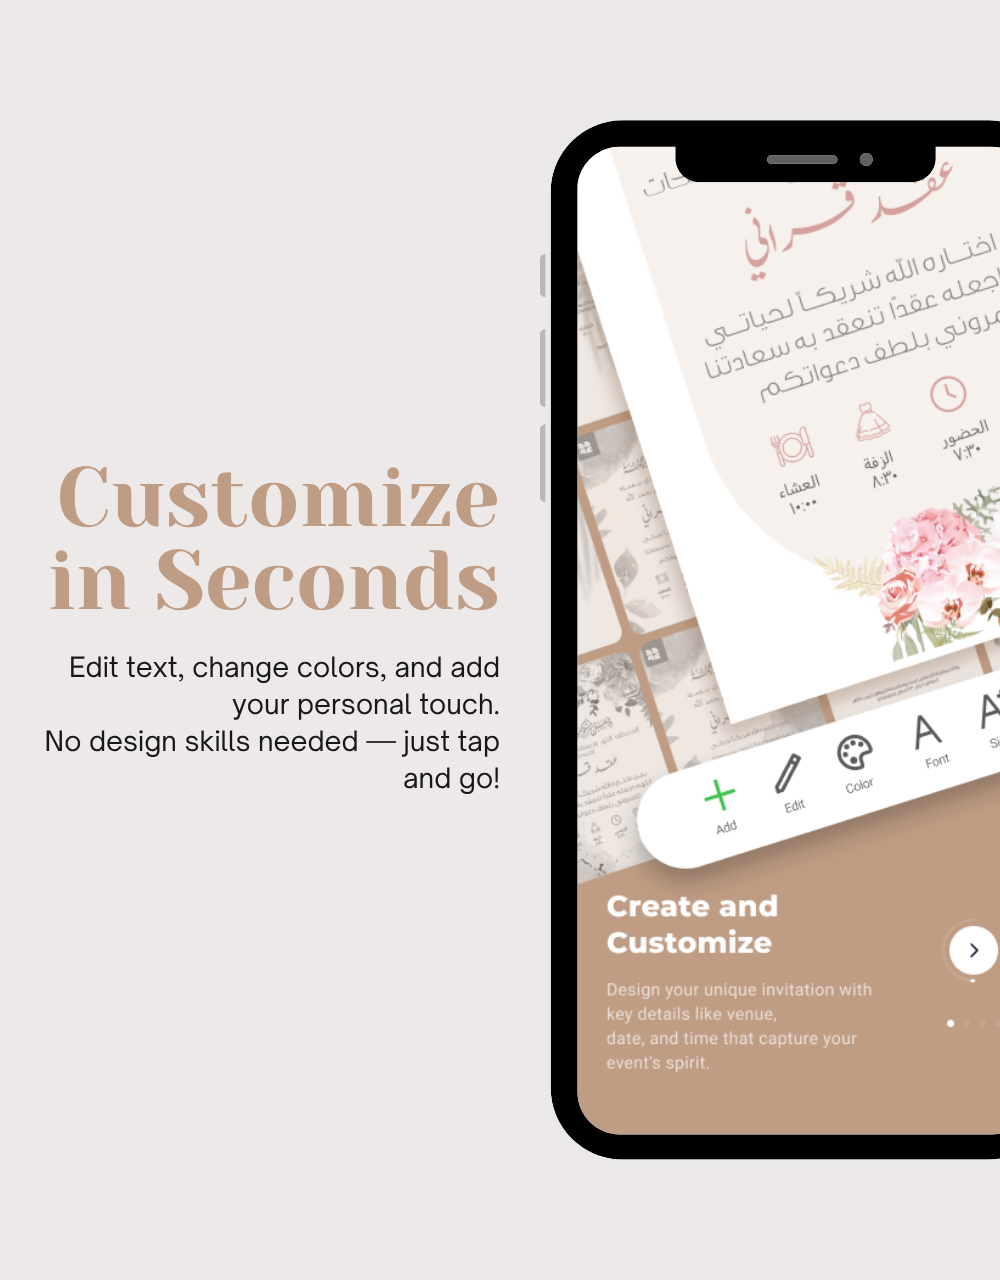 Customize
in Seconds
Edit text, change colors, and add
your personal touch.
No design skills needed — just tap
and go!
عقد قراني
اختاره الله شريكاً لحياتي
اجعله عقداً تنعقد به سعادتنا
بلطف دعواتكم
الحضور
٧:٣٠
الزفة
٨:٣٠
العشاء
١٠:٠٠
Add
Edit
Color
Font
Create and
Customize
Design your unique invitation with
key details like venue,
date, and time that capture your
event's spirit.